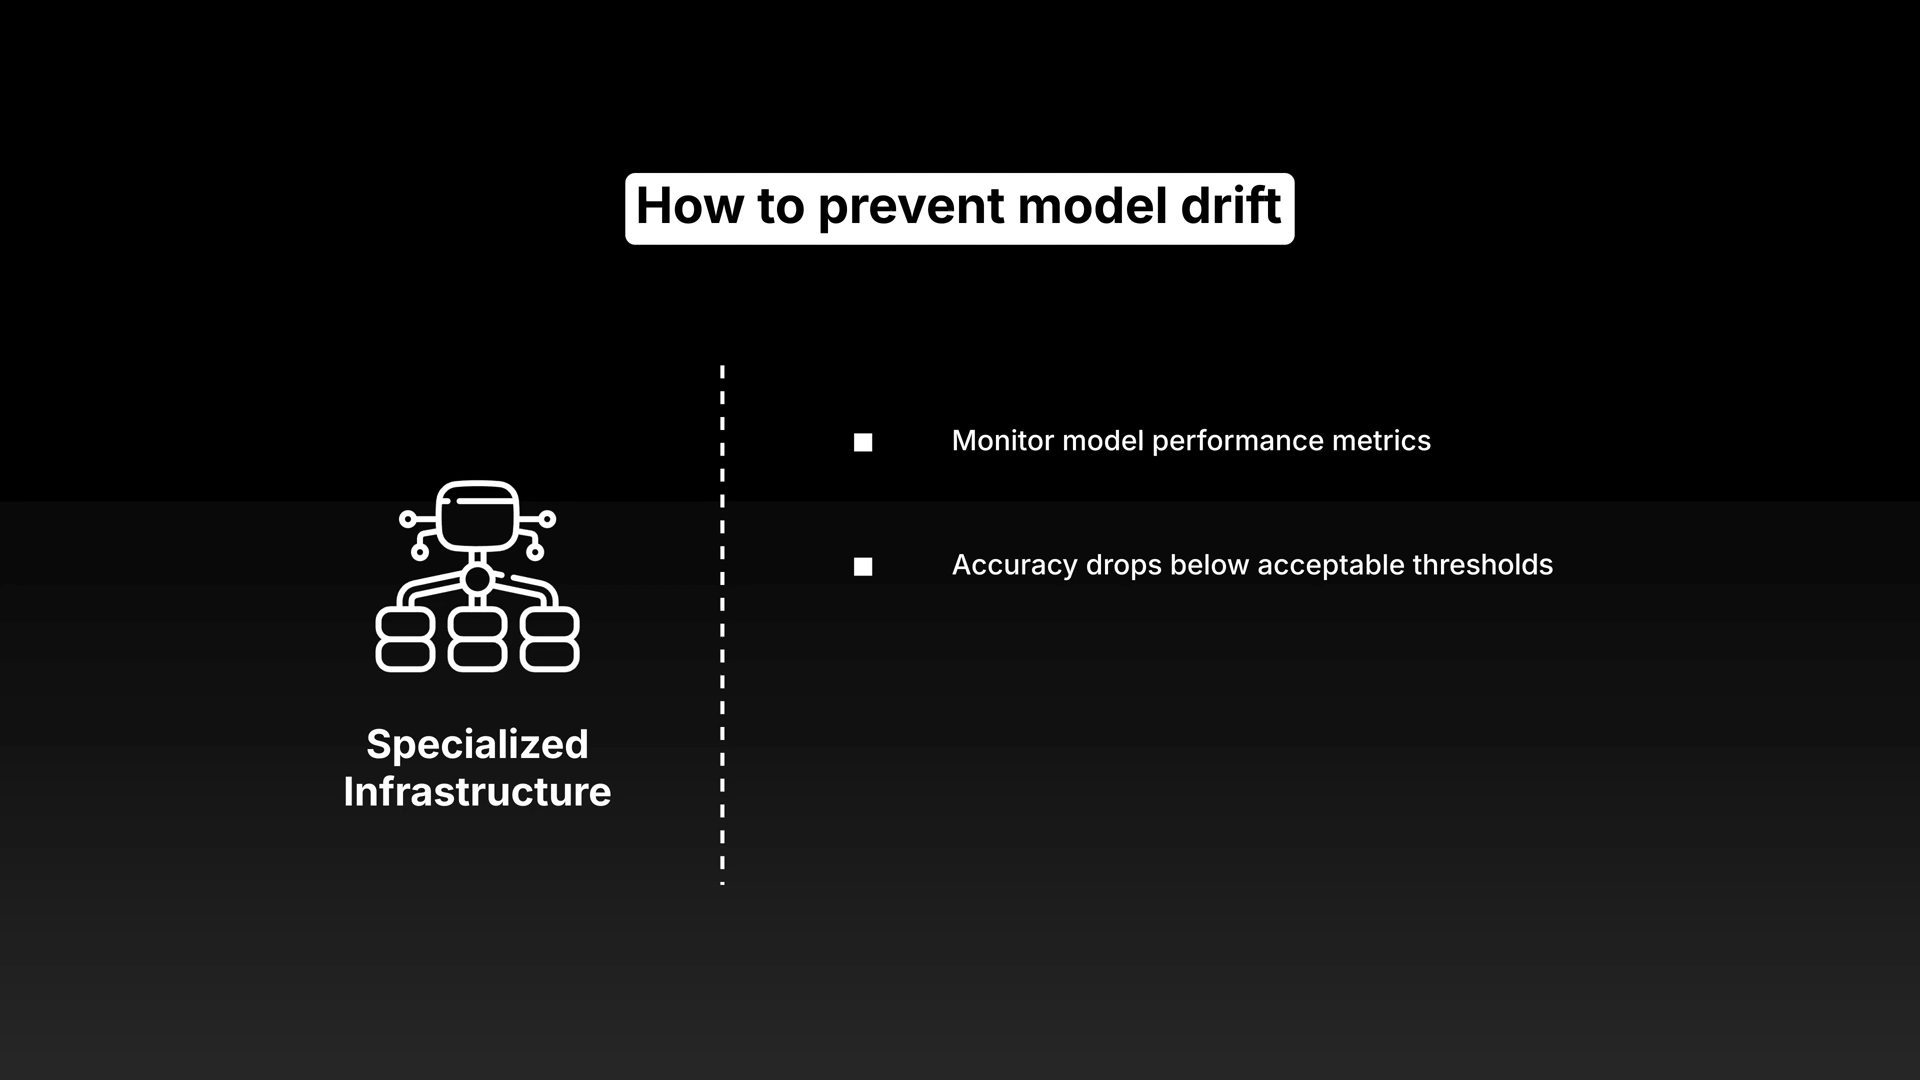 How to prevent model drift
Specialized
Infrastructure
Monitor model performance metrics
Accuracy drops below acceptable thresholds